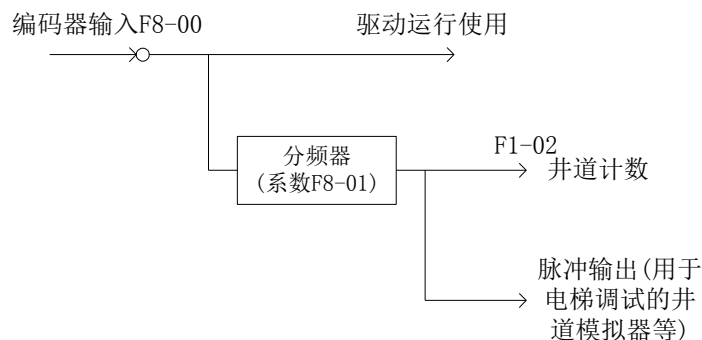 编码器输入F8-00
驱动运行使用
分频器
(系数F8-01)
F1-02
井道计数
脉冲输出(用于
电梯调试的井
道模拟器等)